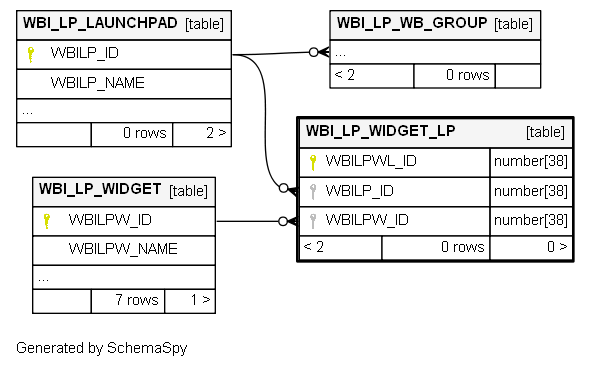 WBI_LP_LAUNCHPAD [table]
WBILP_ID
WBILP_NAME
...
0 rows 2 >
WBI_LP_WB_GROUP [table]
...
< 2 0 rows
WBI_LP_WIDGET_LP [table]
WBILPWL_ID number[38]
WBILP_ID number[38]
WBILPW_ID number[38]
< 2 0 rows 0 >
WBI_LP_WIDGET [table]
WBILPW_ID
WBILPW_NAME
...
7 rows 1 >
Generated by SchemaSpy